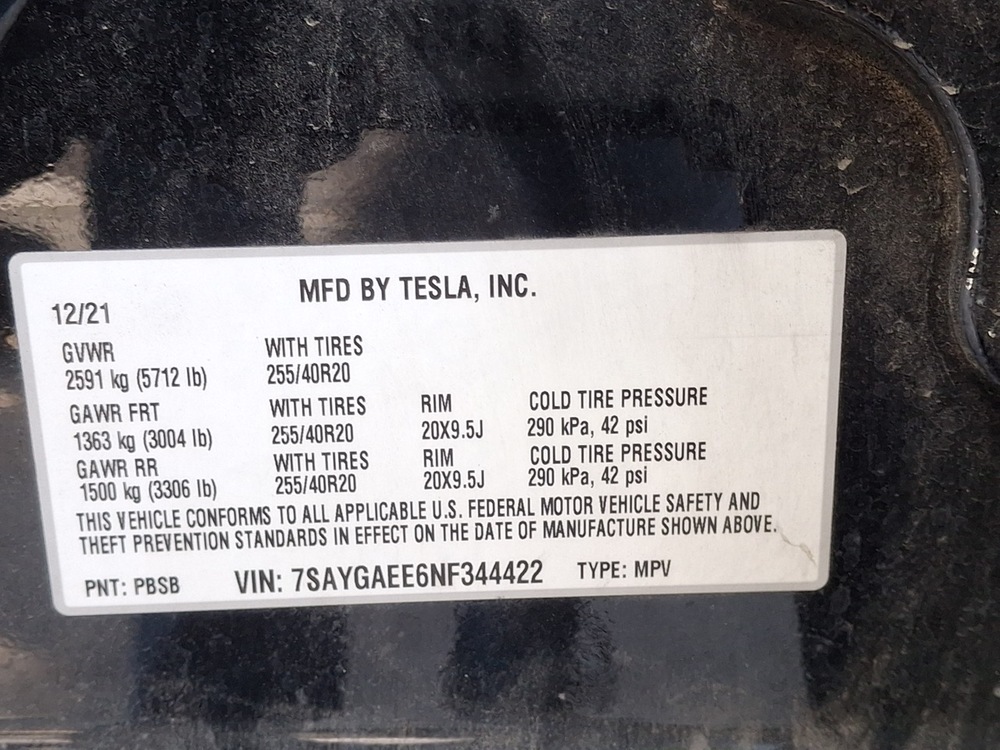 MFD BY TESLA, INC.
12/21
GVWR WITH TIRES
2591 kg (5712 lb) 255/40R20
GAWR FRT WITH TIRES RIM COLD TIRE PRESSURE
1363 kg (3004 lb) 255/40R20 20X9.5J 290 kPa, 42 psi
GAWR RR WITH TIRES RIM COLD TIRE PRESSURE
1500 kg (3306 lb) 255/40R20 20X9.5J 290 kPa, 42 psi
THIS VEHICLE CONFORMS TO ALL APPLICABLE U.S. FEDERAL MOTOR VEHICLE SAFETY AND
THEFT PREVENTION STANDARDS IN EFFECT ON THE DATE OF MANUFACTURE SHOWN ABOVE.
PNT: PBSB VIN: 7SAYGAEE6NF344422 TYPE: MPV